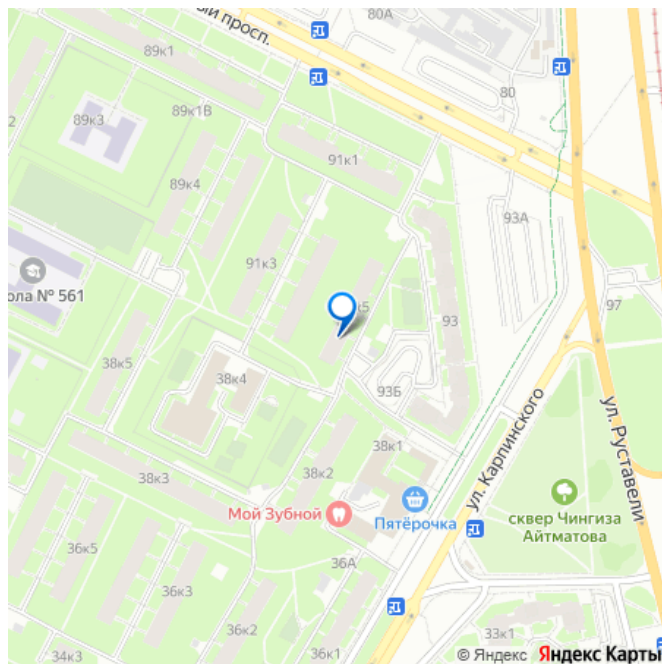 80А
ый просп.
89к1
80
89к1В
89к3
2
91к1
89к4
93А
91к3
ола № 561
к5
93
97
38к5
38к4
93Б
ул. Карпинского
ул. Руставели
38к1
38к3
38к2
Мой Зубной
Пятёрочка
сквер Чингиза
Айтматова
36к5
36А
36к3
36к2
36к1
33к1
34к3
© Яндекс Яндекс Карты